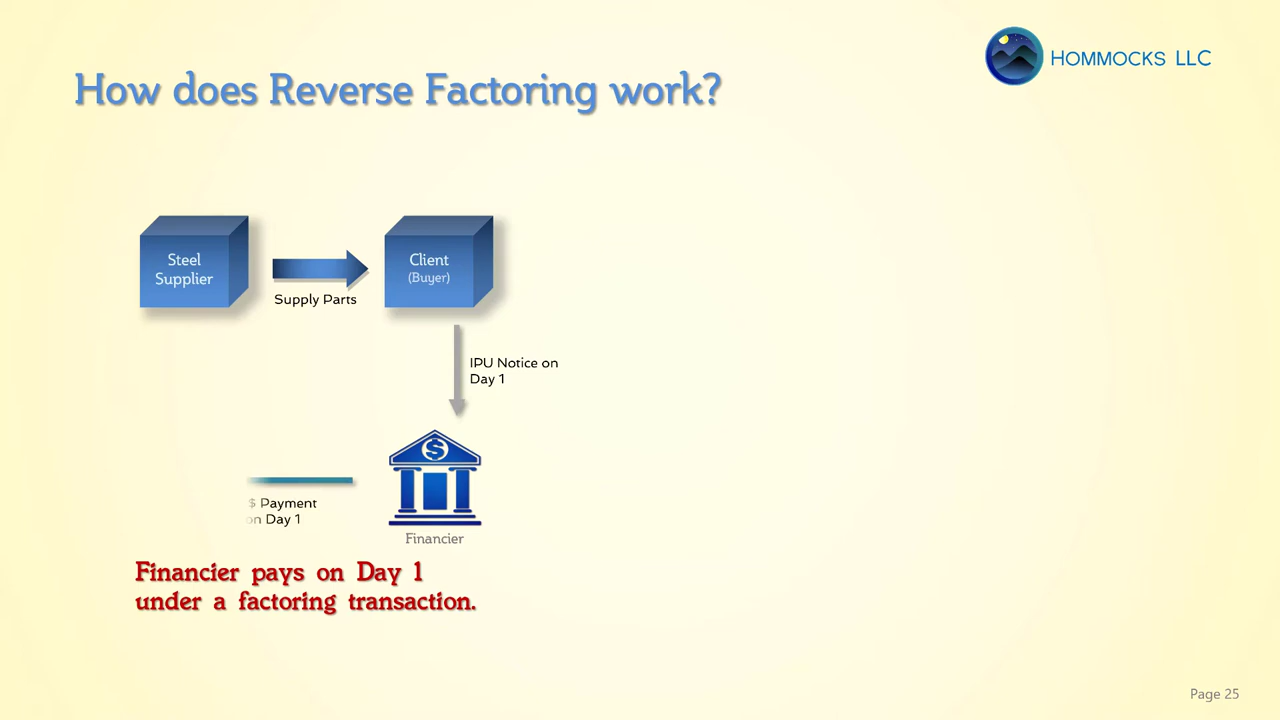 HOMMOCKS LLC
How does Reverse Factoring work?
Steel
Supplier
Supply Parts
Client
(Buyer)
IPU Notice on
Day 1
$
$ Payment
on Day 1
Financier
Financier pays on Day 1
under a factoring transaction.
Page 25